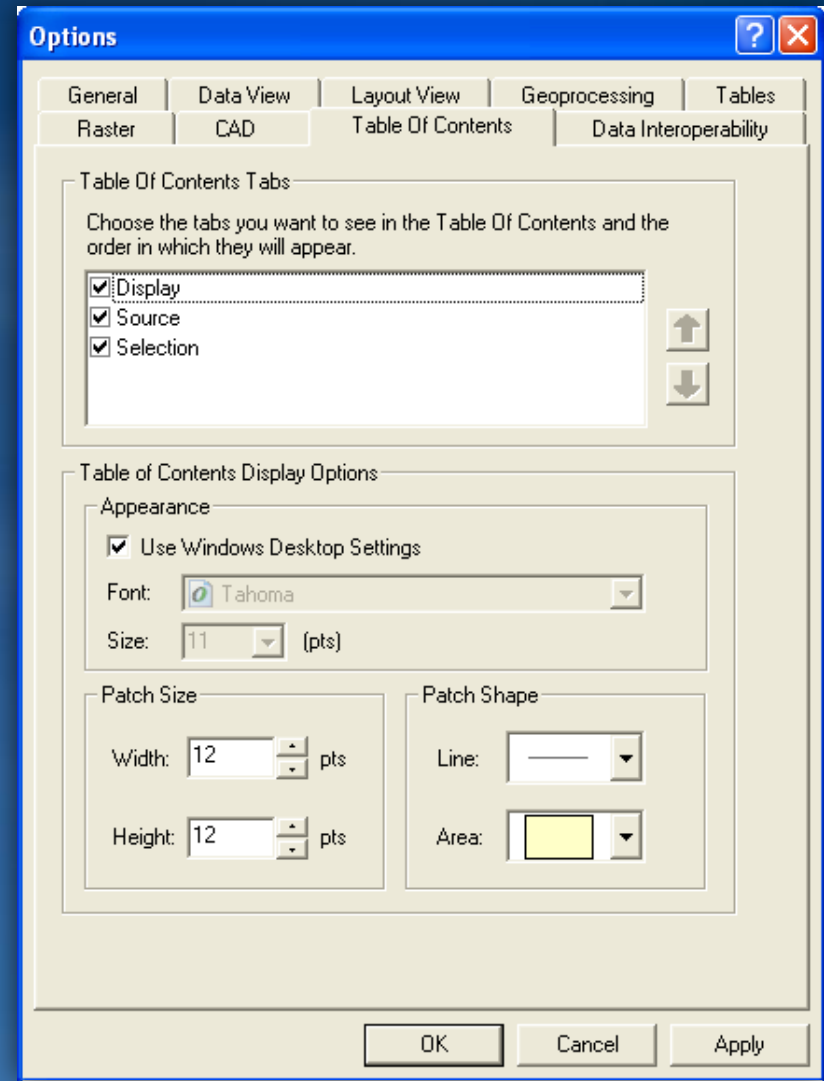 Options
General Data View Layout View Geoprocessing Tables
Raster CAD Table Of Contents Data Interoperability
Table Of Contents Tabs
Choose the tabs you want to see in the Table Of Contents and the
order in which they will appear.
Display
Source
Selection
Table of Contents Display Options
Appearance
Use Windows Desktop Settings
Font: Tahoma
Size: 11 (pts)
Patch Size Patch Shape
Width: 12 pts Line:
Height: 12 pts Area:
OK Cancel Apply